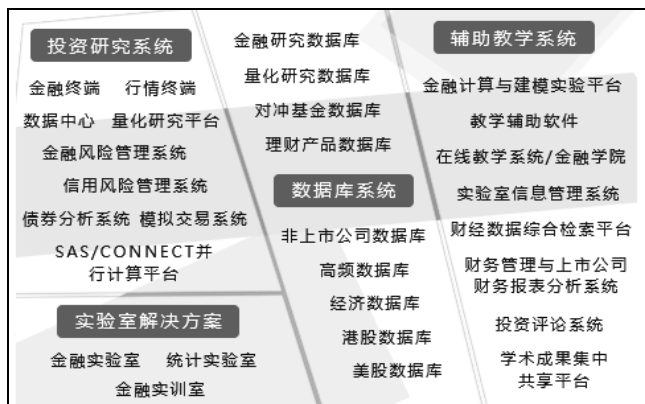 投资研究系统
金融终端 行情终端
数据中心 量化研究平台
金融风险管理系统
信用风险管理系统
债券分析系统 模拟交易系统
SAS/CONNECT并
行计算平台
实验室解决方案
金融实验室 统计实验室
金融实训室
金融研究数据库
量化研究数据库
对冲基金数据库
理财产品数据库
数据库系统
非上市公司数据库
高频数据库
经济数据库
港股数据库
美股数据库
辅助教学系统
金融计算与建模实验平台
教学辅助软件
在线教学系统/金融学院
实验室信息管理系统
财经数据综合检索平台
财务管理与上市公司
财务报表分析系统
投资评论系统
学术成果集中
共享平台